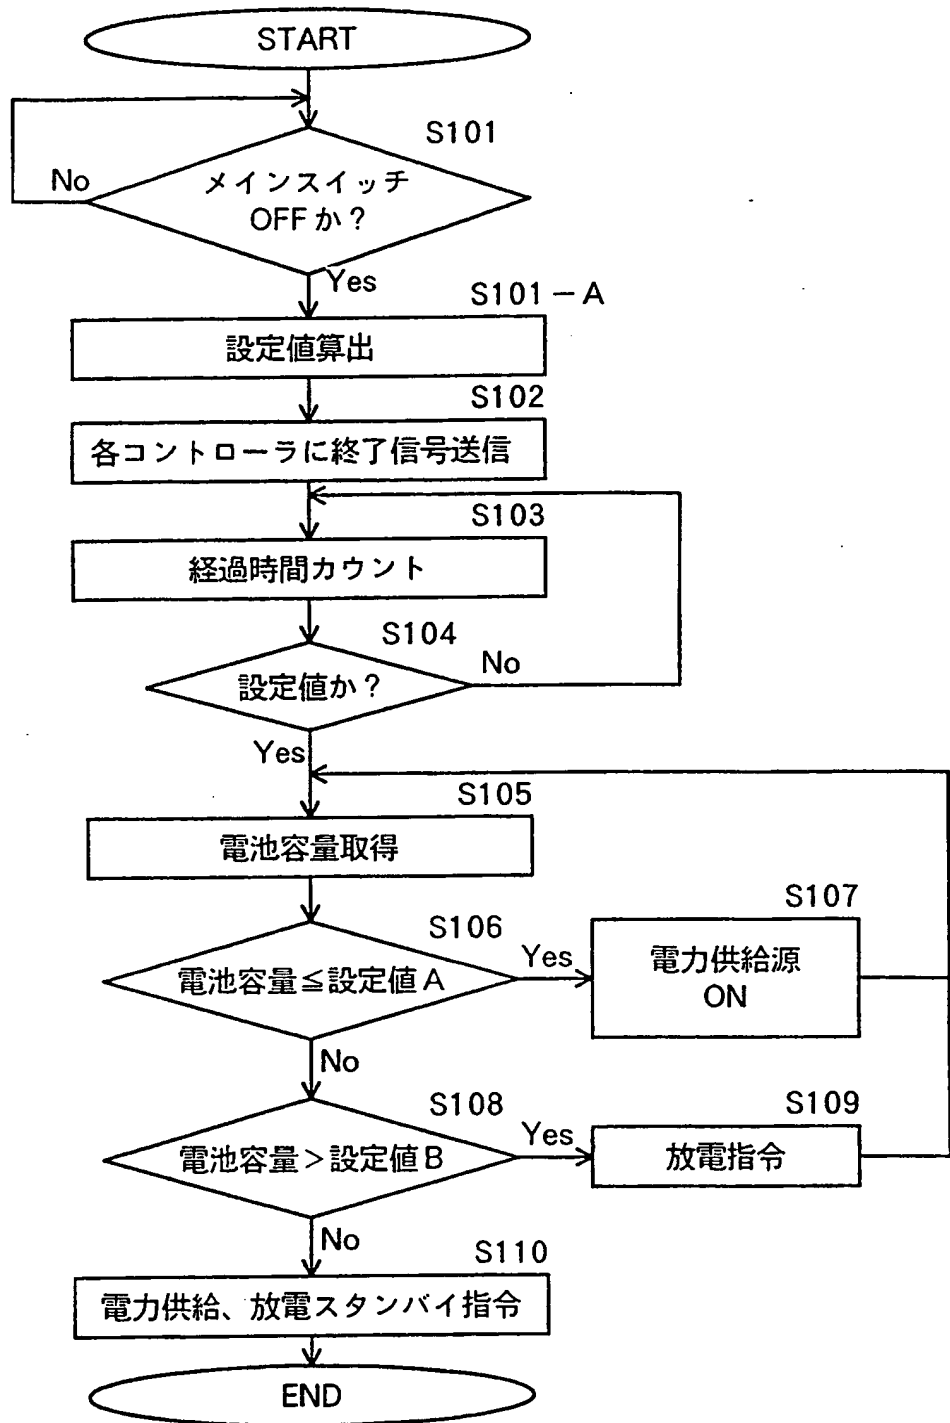 START
S101
No
メインスイッチ
OFFか？
Yes
S101－A
設定値算出
S102
各コントローラに終了信号送信
S103
経過時間カウント
S104
No
設定値か？
Yes
S105
電池容量取得
S106
Yes
S107
電池容量≦設定値A
電力供給源
ON
No
S108
Yes
S109
電池容量＞設定値B
放電指令
No
S110
電力供給、放電スタンバイ指令
END